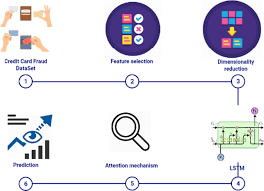 Credit Card Fraud
DataSet
Feature selection
Dimensionality
reduction
1
2
3
Prediction
Attention mechanism
LSTM
6
5
4